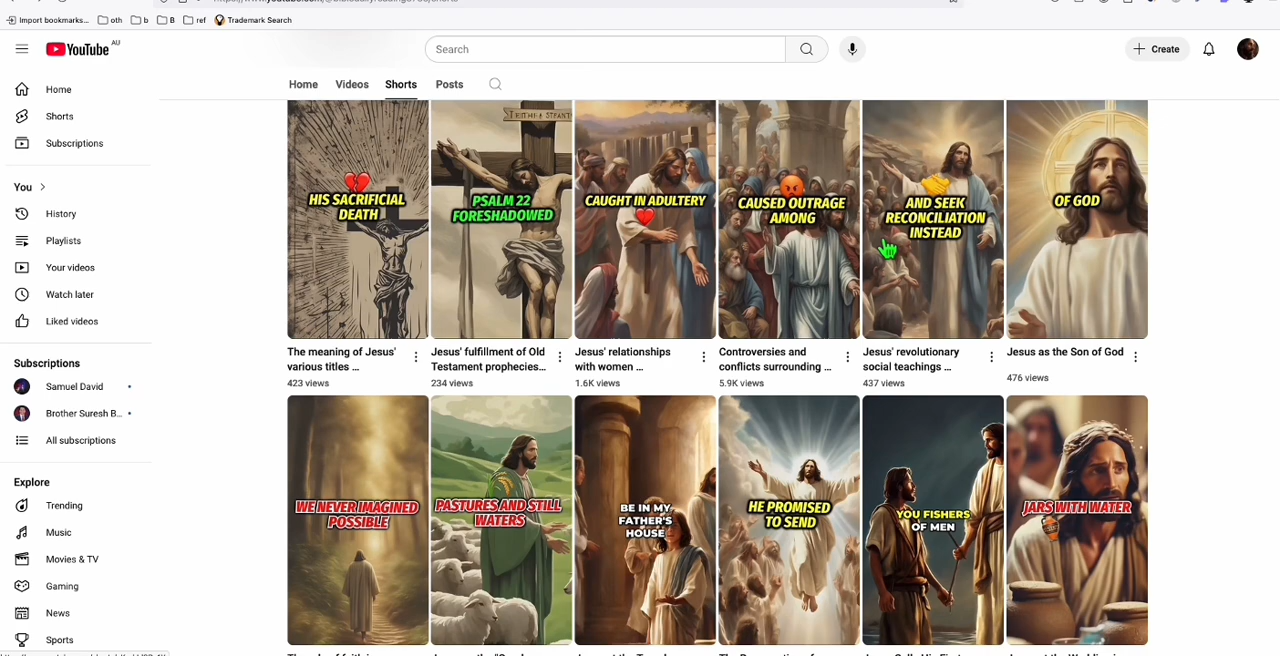 Import bookmarks...
oth
b
B
ref
Trademark Search
YouTube
AU
Search
Create
Home
Videos
Shorts
Posts
Home
Shorts
Subscriptions
You
History
Playlists
Your videos
Watch later
Liked videos
Subscriptions
Samuel David
Brother Suresh B...
All subscriptions
Explore
Trending
Music
Movies & TV
Gaming
News
Sports
HIS SACRIFICIAL
DEATH
PSALM 22
FORESHADOWED
CAUGHT IN ADULTERY
CAUSED OUTRAGE
AMONG
AND SEEK
RECONCILIATION
INSTEAD
OF GOD
The meaning of Jesus'
various titles ...
423 views
Jesus' fulfillment of Old
Testament prophecies...
234 views
Jesus' relationships
with women ...
1.6K views
Controversies and
conflicts surrounding ...
5.9K views
Jesus' revolutionary
social teachings ...
437 views
Jesus as the Son of God
476 views
WE NEVER IMAGINED
POSSIBLE
PASTURES AND STILL
WATERS
BE IN MY
FATHER'S
HOUSE
HE PROMISED
TO SEND
YOU FISHERS
OF MEN
JARS WITH WATER